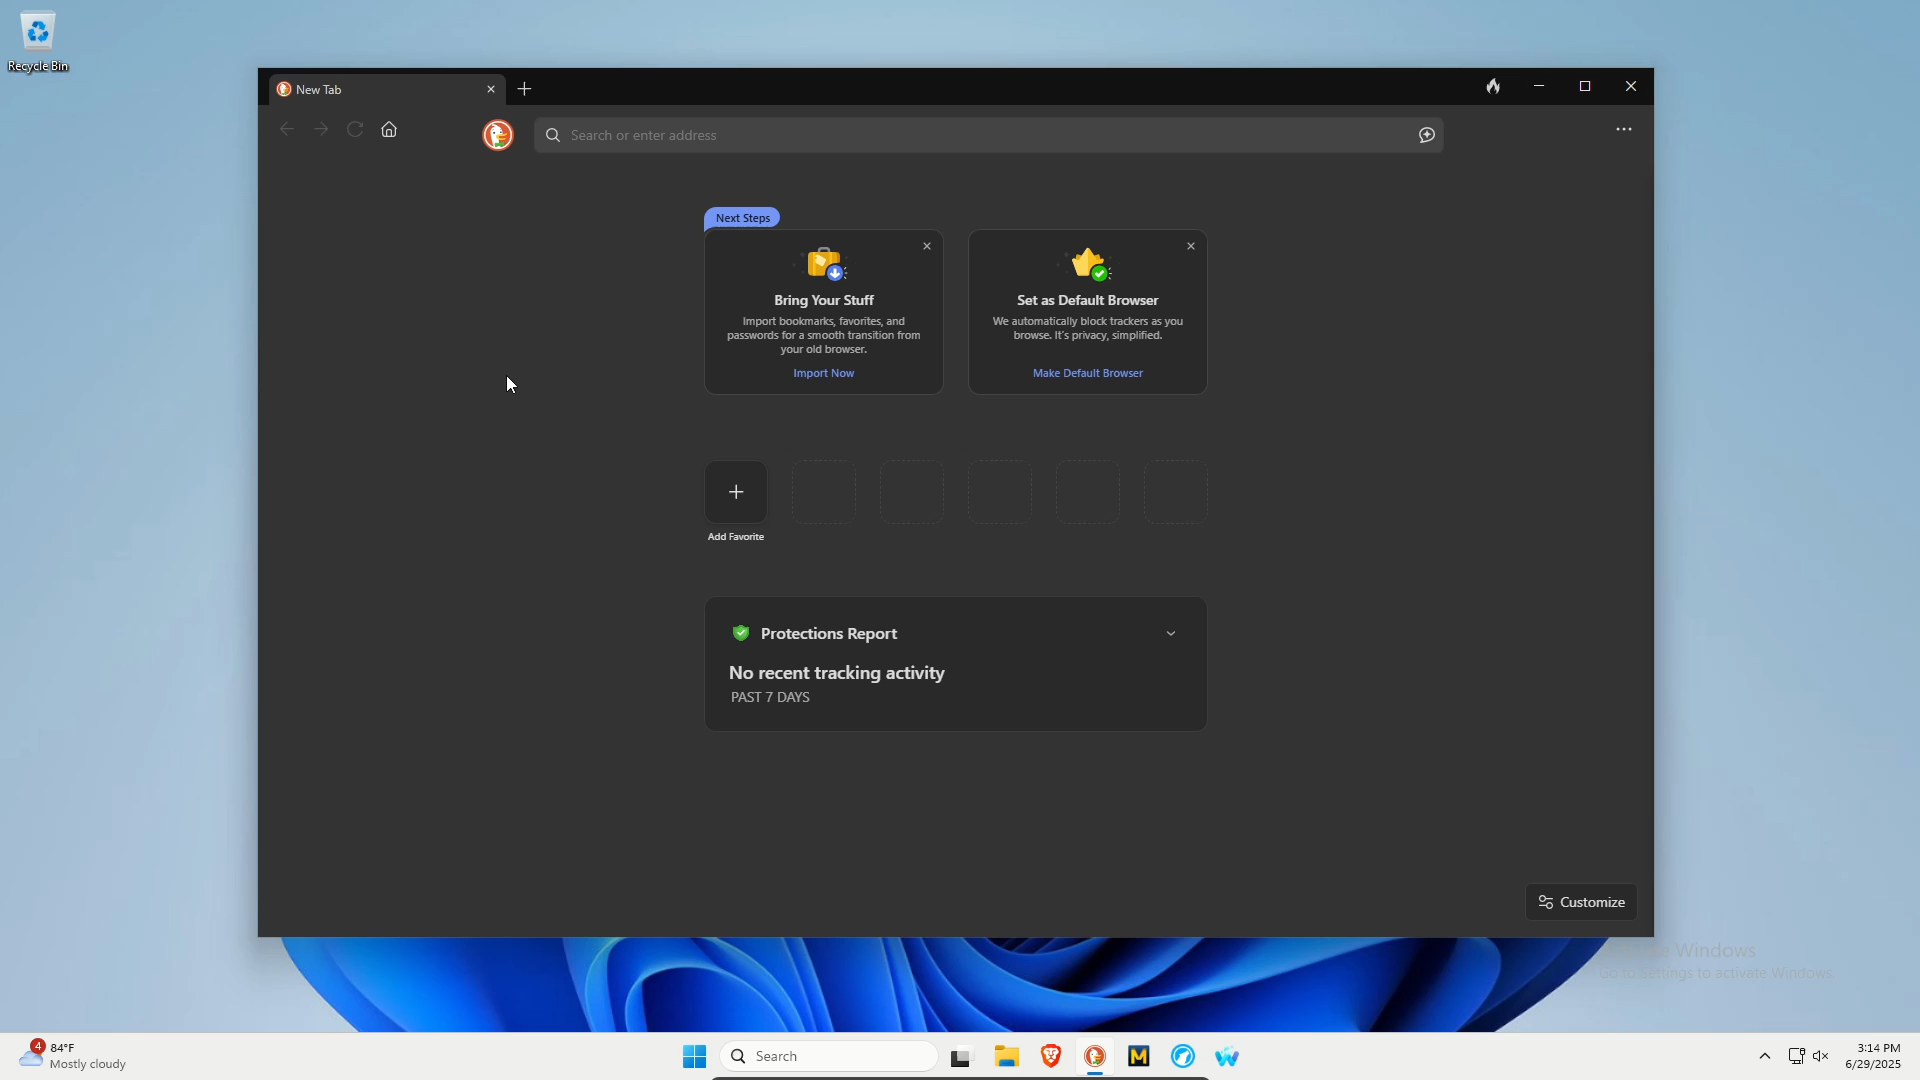 Recycle Bin
New Tab
Search or enter address
Next Steps
Bring Your Stuff
Import bookmarks, favorites, and
passwords for a smooth transition from
your old browser.
Import Now
Set as Default Browser
We automatically block trackers as you
browse. It's privacy, simplified.
Make Default Browser
Add Favorite
Protections Report
No recent tracking activity
PAST 7 DAYS
Customize
Windows
Go to Settings to activate Windows.
4
84°F
Mostly cloudy
Search
M
3:14 PM
6/29/2025